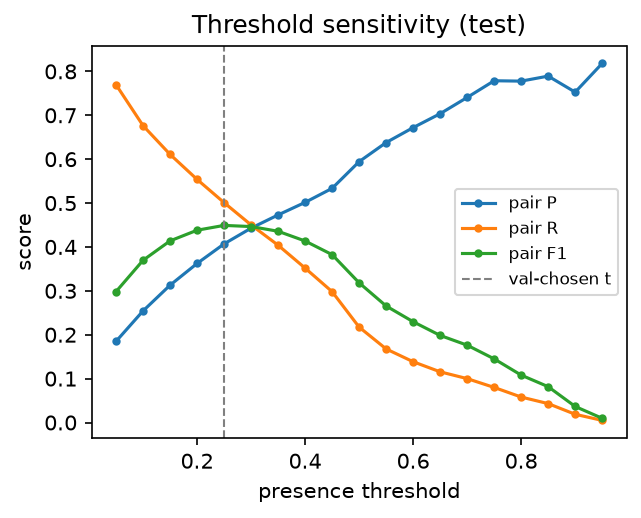 Threshold sensitivity (test)
score
0.8
0.7
0.6
0.5
0.4
0.3
0.2
0.1
0.0
pair P
pair R
pair F1
val-chosen t
0.2 0.4 0.6 0.8
presence threshold